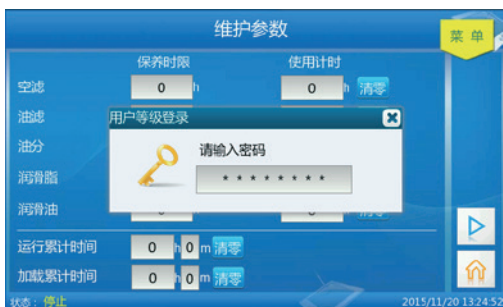 维护参数
菜 单
保养时限 使用计时
空滤 0 h 0 h 清零
油滤
用户等级登录
油分
请输入密码
* * * * * * * *
润滑脂
润滑油
运行累计时间 0 h 0 m 清零
加载累计时间 0 h 0 m 清零
状态： 停止 2015/11/20 13:24:52